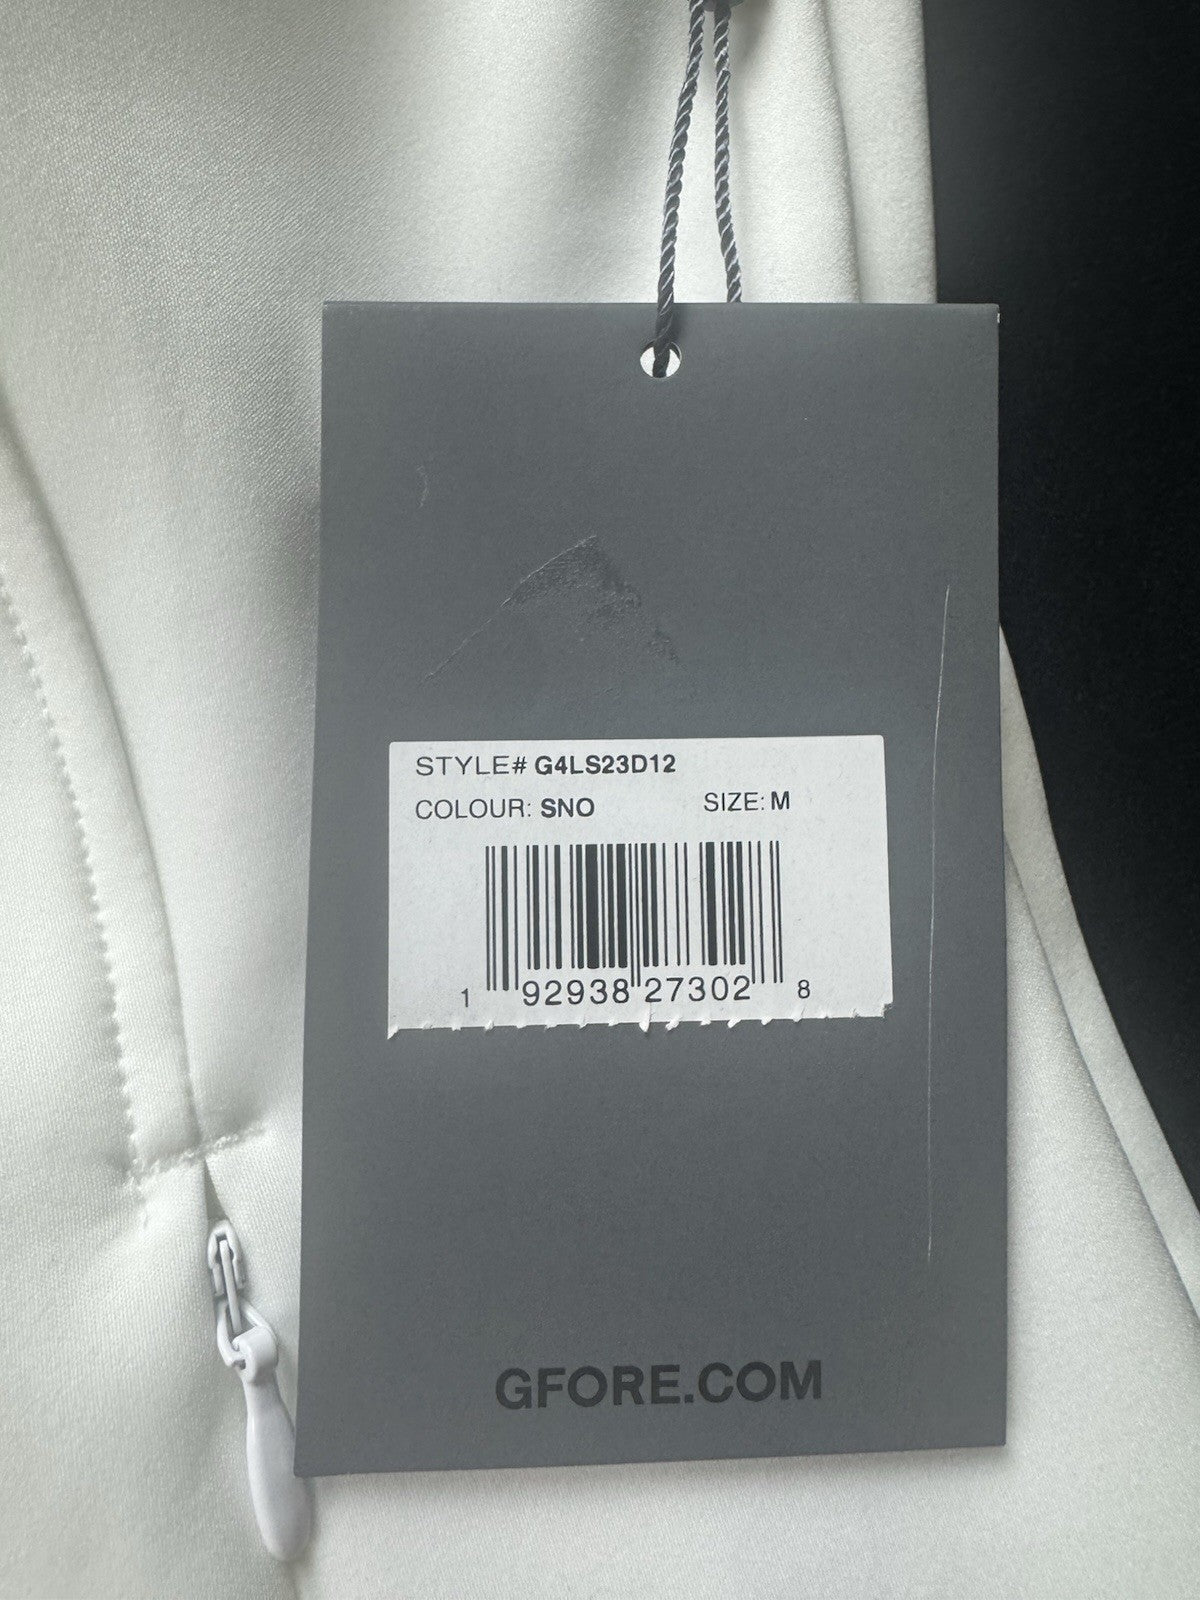 STYLE# G4LS23D12
COLOUR: SNO SIZE: M
1 92938 27302 8
GFORE.COM